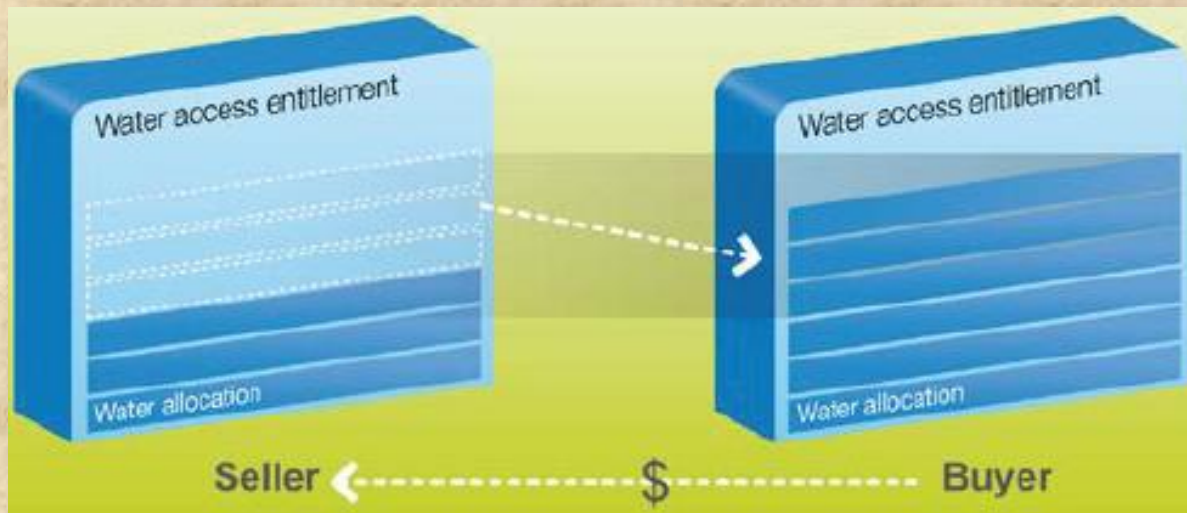 Water access entitlement
Water access entitlement
Water allocation
Water allocation
Seller $ Buyer